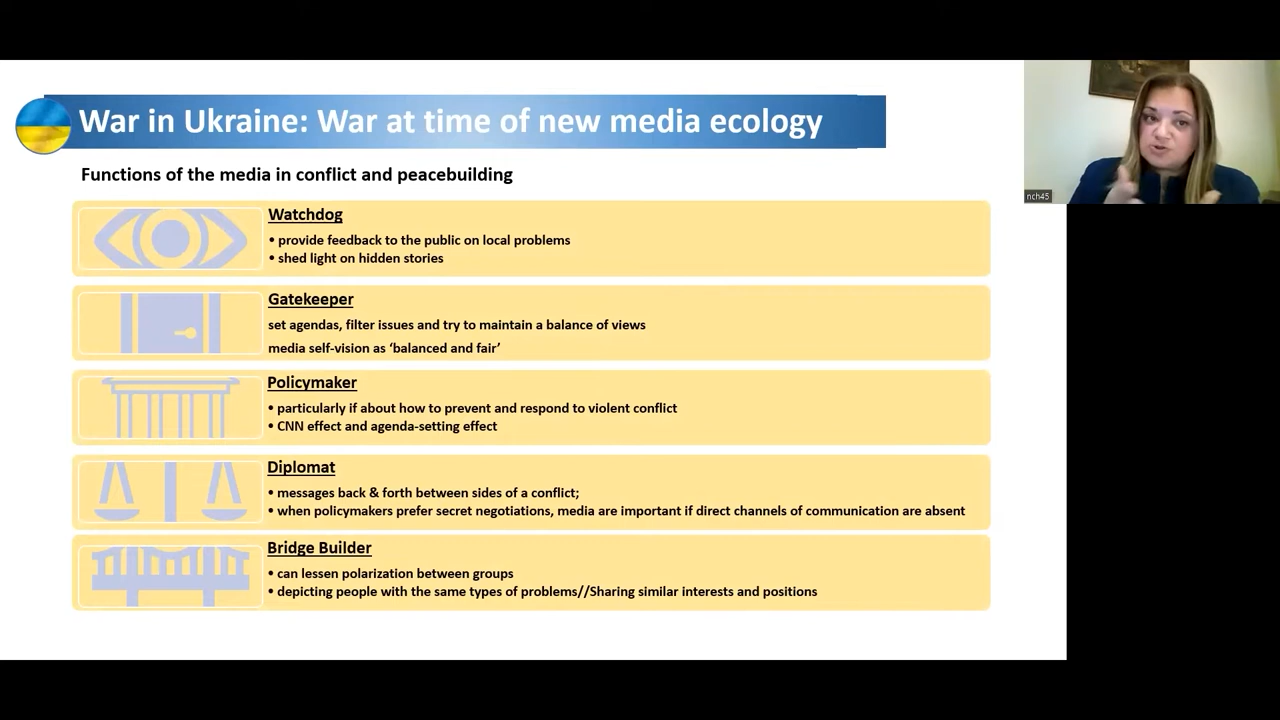 War in Ukraine: War at time of new media ecology
Functions of the media in conflict and peacebuilding
Watchdog
• provide feedback to the public on local problems
• shed light on hidden stories
Gatekeeper
set agendas, filter issues and try to maintain a balance of views
media self-vision as ‘balanced and fair’
Policymaker
• particularly if about how to prevent and respond to violent conflict
• CNN effect and agenda-setting effect
Diplomat
• messages back & forth between sides of a conflict;
• when policymakers prefer secret negotiations, media are important if direct channels of communication are absent
Bridge Builder
• can lessen polarization between groups
• depicting people with the same types of problems//Sharing similar interests and positions
nch45